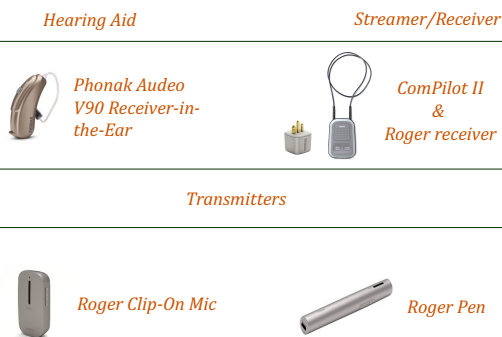 Hearing Aid
Streamer/Receiver
Phonak Audeo
V90 Receiver-in-
the-Ear
ComPilot II
&
Roger receiver
Transmitters
Roger Clip-On Mic
Roger Pen